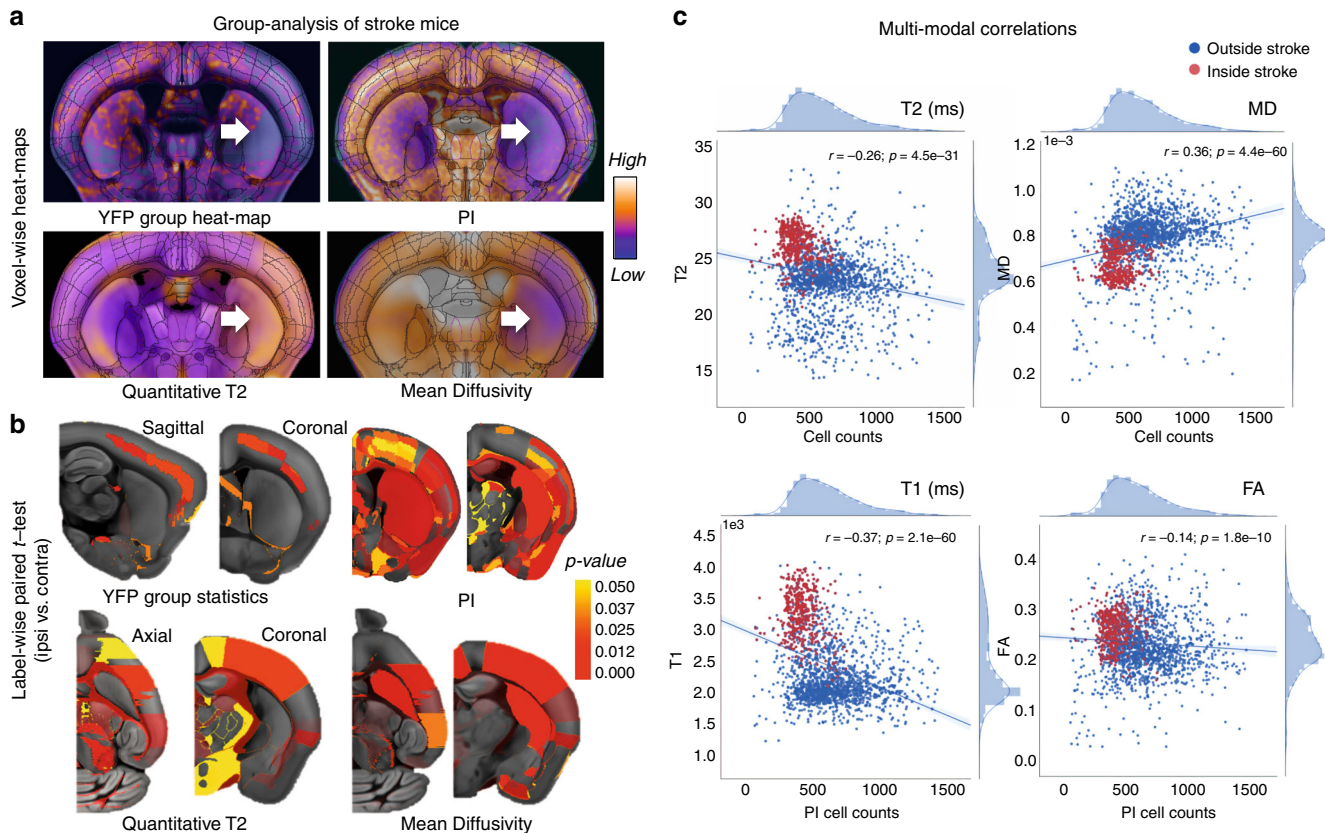 a
Group-analysis of stroke mice
Voxel-wise heat-maps
YFP group heat-map
PI
High
Low
Quantitative T2
Mean Diffusivity
b
Label-wise paired t–test
(ipsi vs. contra)
Sagittal
Coronal
YFP group statistics
PI
p-value
0.050
0.037
0.025
0.012
0.000
Axial
Coronal
Quantitative T2
Mean Diffusivity
c
Multi-modal correlations
Outside stroke
Inside stroke
T2 (ms)
r = −0.26; p = 4.5e−31
T2
35
30
25
20
15
0 500 1000 1500
Cell counts
MD
1e−3
r = 0.36; p = 4.4e−60
MD
1.2
1.0
0.8
0.6
0.4
0.2
0 500 1000 1500
Cell counts
T1 (ms)
1e3
r = −0.37; p = 2.1e−60
T1
4.5
4.0
3.5
3.0
2.5
2.0
1.5
1.0
0 500 1000 1500
PI cell counts
FA
r = −0.14; p = 1.8e−10
FA
0.4
0.3
0.2
0.1
0.0
0 500 1000 1500
PI cell counts